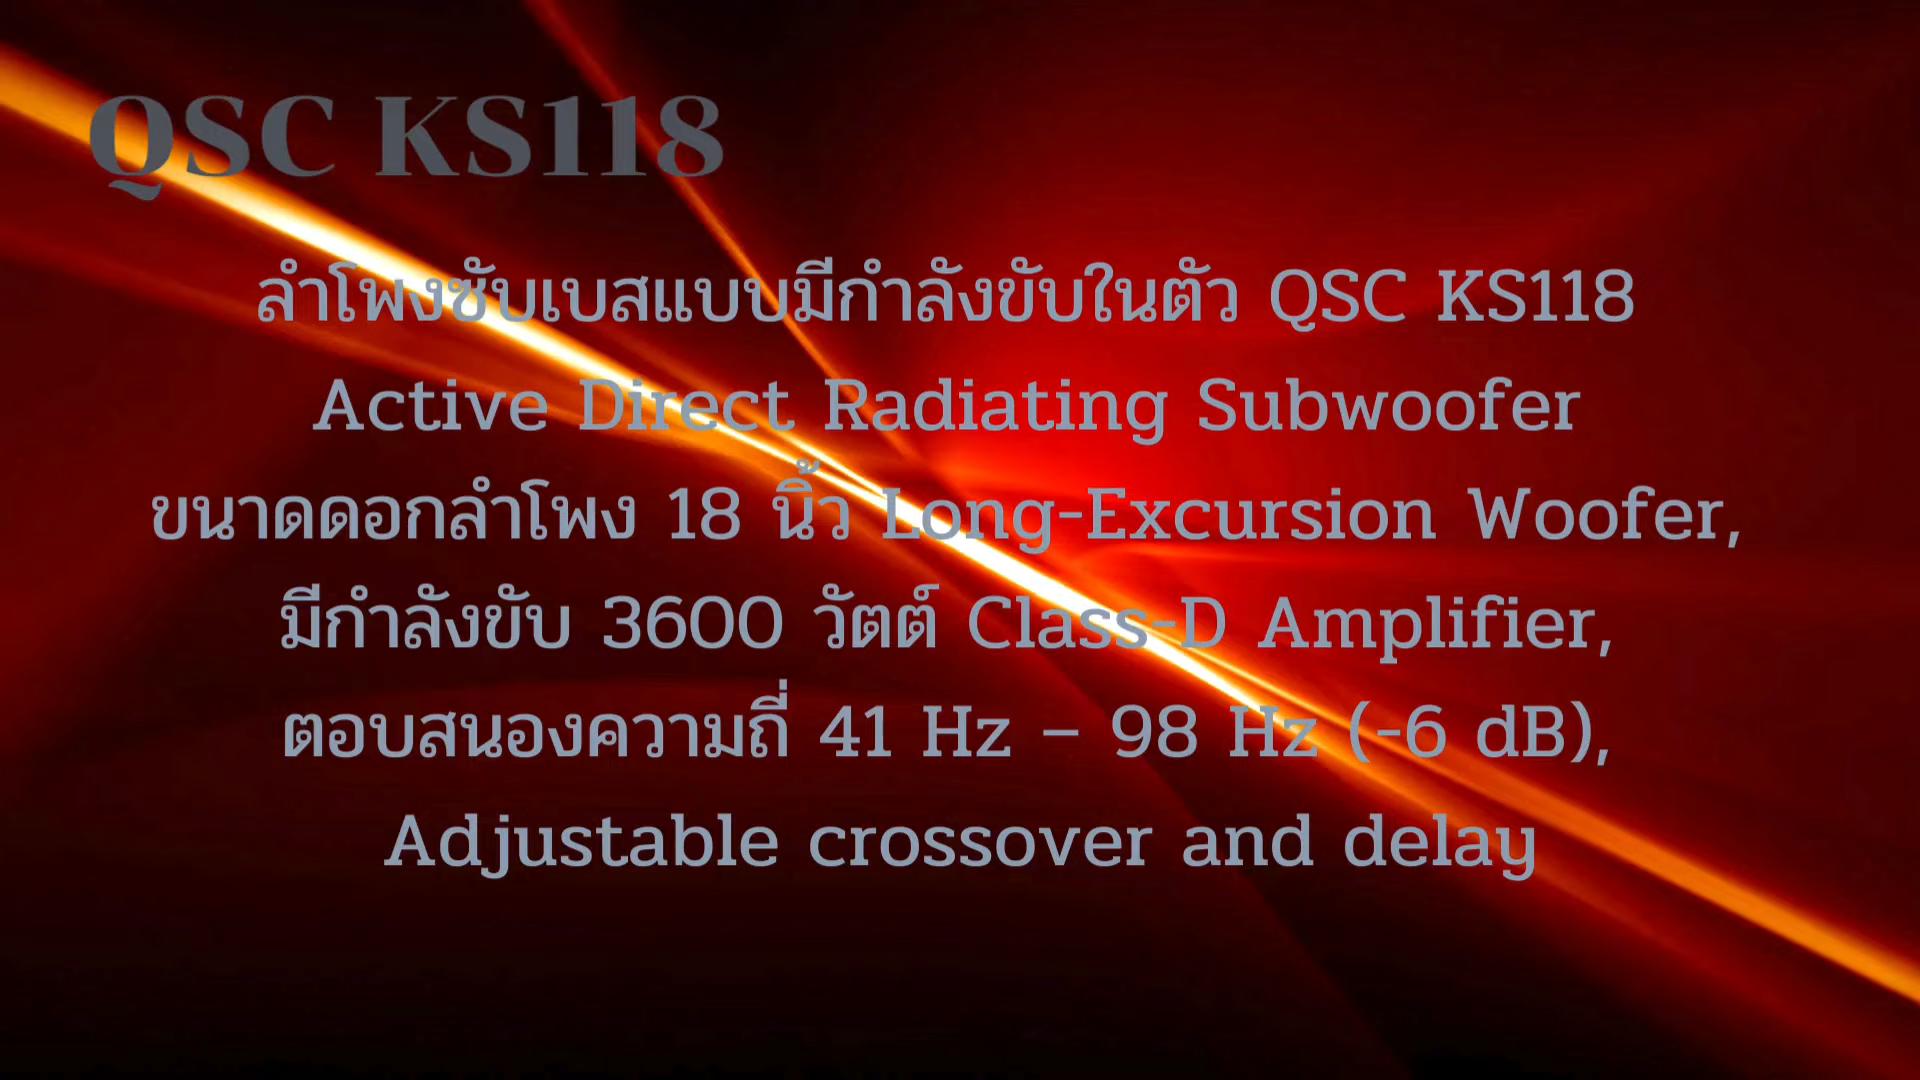 QSC KS118
ลำโพงซับเบสแบบมีกำลังขับในตัว QSC KS118
Active Direct Radiating Subwoofer
ขนาดดอกลำโพง 18 นิ้ว Long-Excursion Woofer,
มีกำลังขับ 3600 วัตต์ Class-D Amplifier,
ตอบสนองความถี่ 41 Hz – 98 Hz (-6 dB),
Adjustable crossover and delay